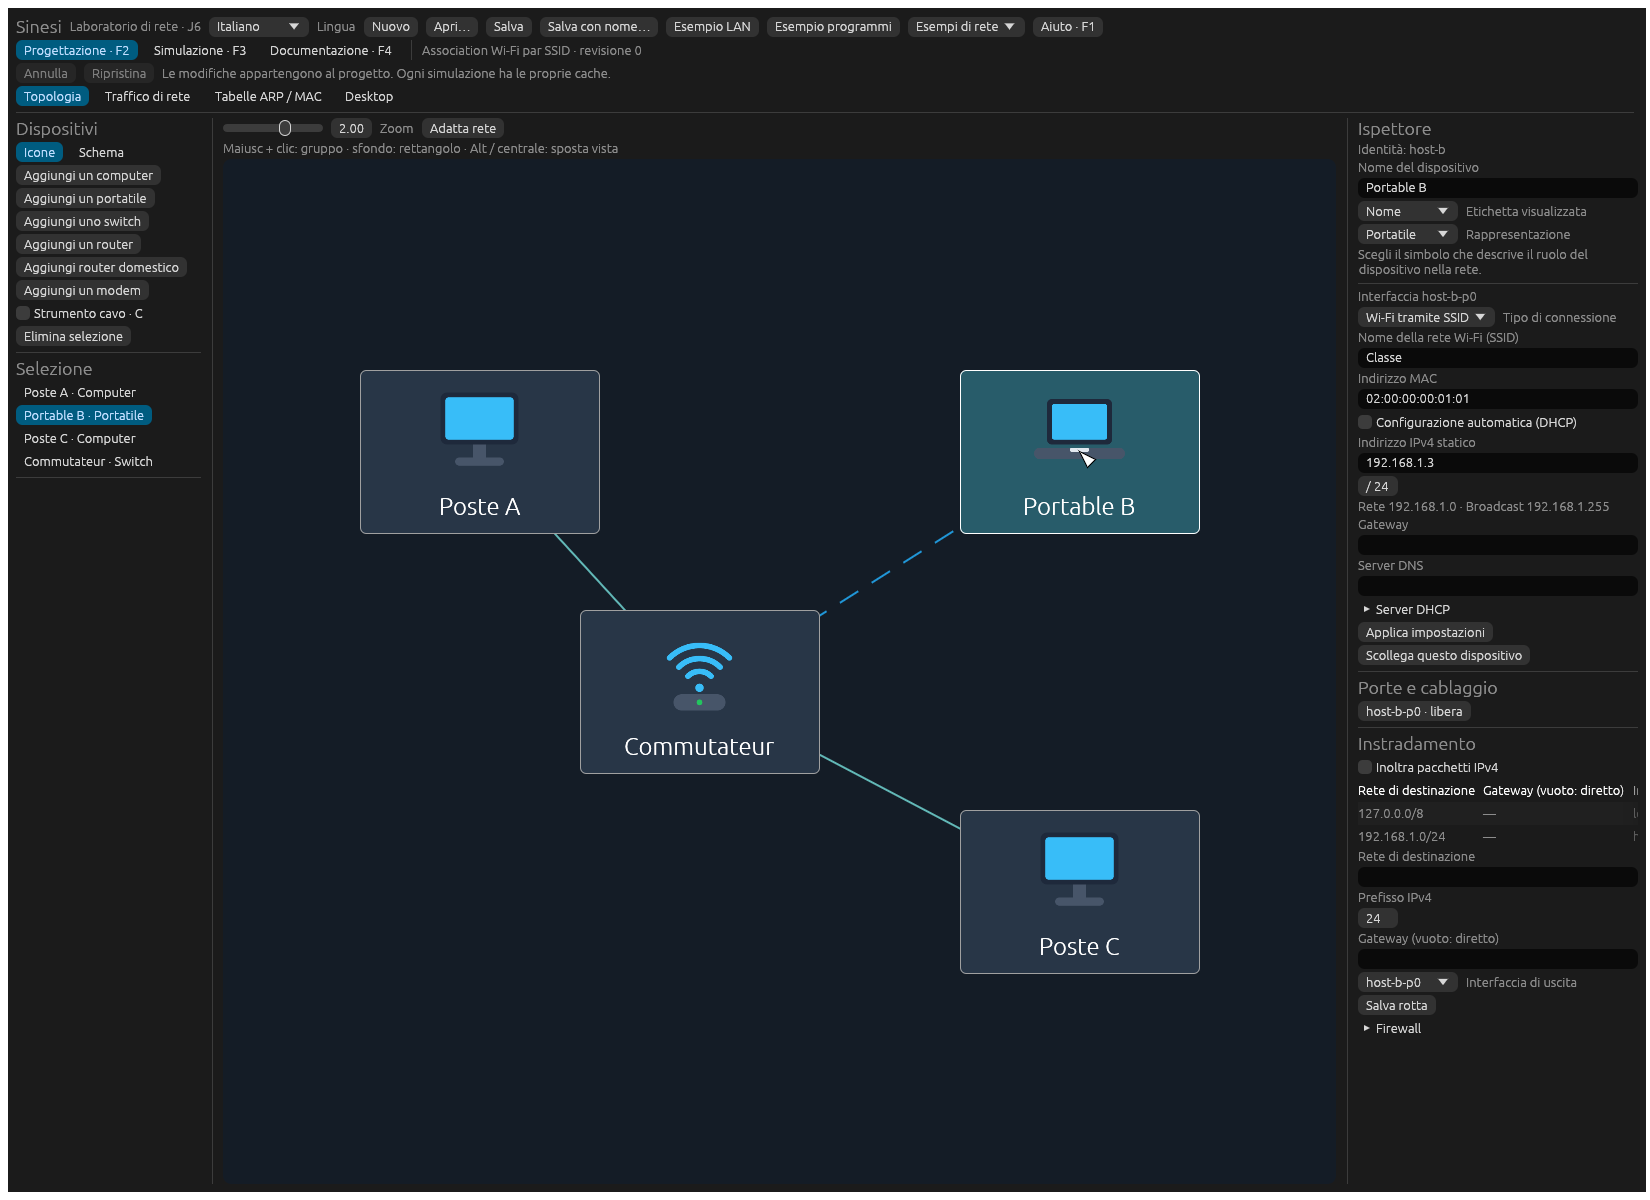 Sinesi Laboratorio di rete · J6 Italiano Lingua Nuovo Apri… Salva Salva con nome… Esempio LAN Esempio programmi Esempi di rete Aiuto · F1
Progettazione · F2 Simulazione · F3 Documentazione · F4 Association Wi-Fi par SSID · revisione 0
Annulla Ripristina Le modifiche appartengono al progetto. Ogni simulazione ha le proprie cache.
Topologia Traffico di rete Tabelle ARP / MAC Desktop
Dispositivi
Icone Schema
Aggiungi un computer
Aggiungi un portatile
Aggiungi uno switch
Aggiungi un router
Aggiungi router domestico
Aggiungi un modem
Strumento cavo · C
Elimina selezione
Selezione
Poste A · Computer
Portable B · Portatile
Poste C · Computer
Commutateur · Switch
2.00 Zoom Adatta rete
Maiusc + clic: gruppo · sfondo: rettangolo · Alt / centrale: sposta vista
Poste A
Portable B
Commutateur
Poste C
Ispettore
Identità: host-b
Nome del dispositivo
Portable B
Nome Etichetta visualizzata
Portatile Rappresentazione
Scegli il simbolo che descrive il ruolo del
dispositivo nella rete.
Interfaccia host-b-p0
Wi-Fi tramite SSID Tipo di connessione
Nome della rete Wi-Fi (SSID)
Classe
Indirizzo MAC
02:00:00:00:01:01
Configurazione automatica (DHCP)
Indirizzo IPv4 statico
192.168.1.3
/ 24
Rete 192.168.1.0 · Broadcast 192.168.1.255
Gateway
Server DNS
Server DHCP
Applica impostazioni
Scollega questo dispositivo
Porte e cablaggio
host-b-p0 · libera
Instradamento
Inoltra pacchetti IPv4
Rete di destinazione Gateway (vuoto: diretto)
127.0.0.0/8 —
192.168.1.0/24 —
Rete di destinazione
Prefisso IPv4
24
Gateway (vuoto: diretto)
host-b-p0 Interfaccia di uscita
Salva rotta
Firewall